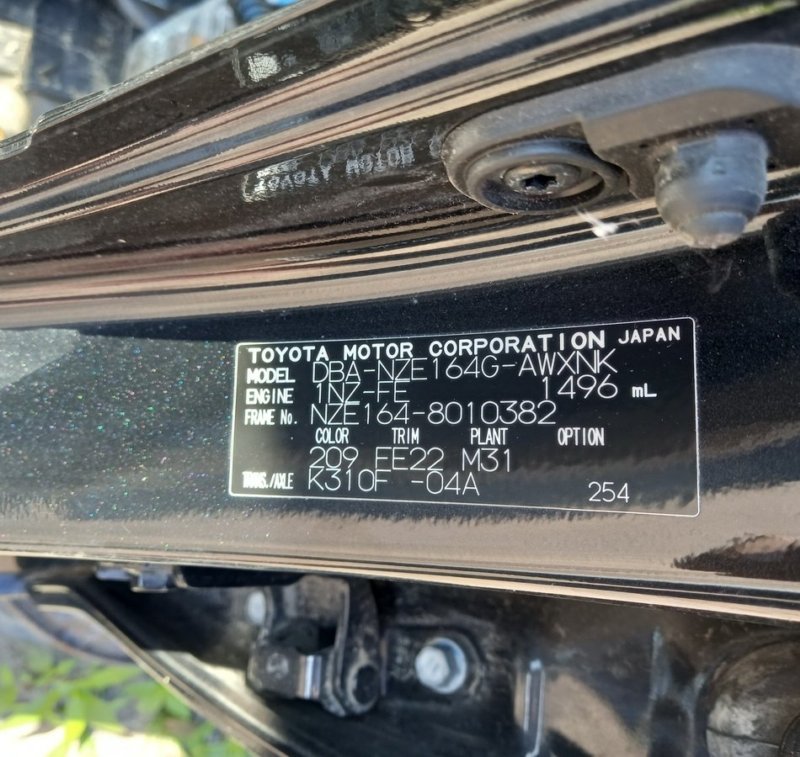 TOYOTA MOTOR CORPORATION JAPAN
MODEL DBA-NZE164G-AWXNK
ENGINE 1NZ-FE 1496 mL
FRAME No. NZE164-8010382
COLOR TRIM PLANT OPTION
209 FE22 M31
TRANS./AXLE K310F -04A 254